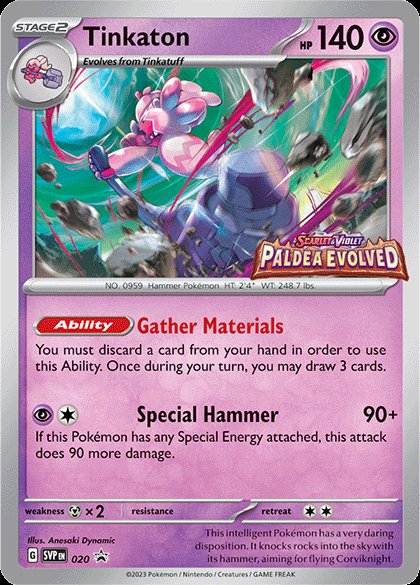 STAGE2
Tinkaton
HP 140
Evolves from Tinkatuff
SCARLET & VIOLET
PALDEA EVOLVED
NO. 0959 Hammer Pokémon HT: 2'4" WT: 248.7 lbs.
Ability Gather Materials
You must discard a card from your hand in order to use
this Ability. Once during your turn, you may draw 3 cards.
Special Hammer 90+
If this Pokémon has any Special Energy attached, this attack
does 90 more damage.
weakness ×2 resistance retreat
Illus. Anesaki Dynamic
G SVP EN 020
This intelligent Pokémon has a very daring
disposition. It knocks rocks into the sky with
its hammer, aiming for flying Corviknight.
©2023 Pokémon / Nintendo / Creatures / GAME FREAK